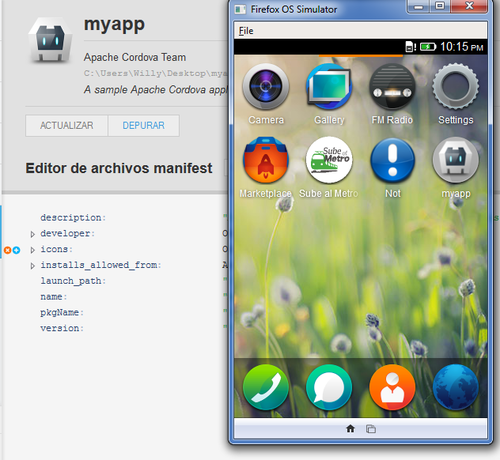 myapp
Apache Cordova Team
C:\Users\Willy\Desktop\mya
A sample Apache Cordova appl
ACTUALIZAR DEPURAR
Editor de archivos manifest
description: "
developer: O
icons: O
installs_allowed_from: A
launch_path: "
name: "
pkgName: "
version: "
Firefox OS Simulator
File
10:15 PM
Camera Gallery FM Radio Settings
Sube al Metro
Marketplace Sube al Metro Not myapp